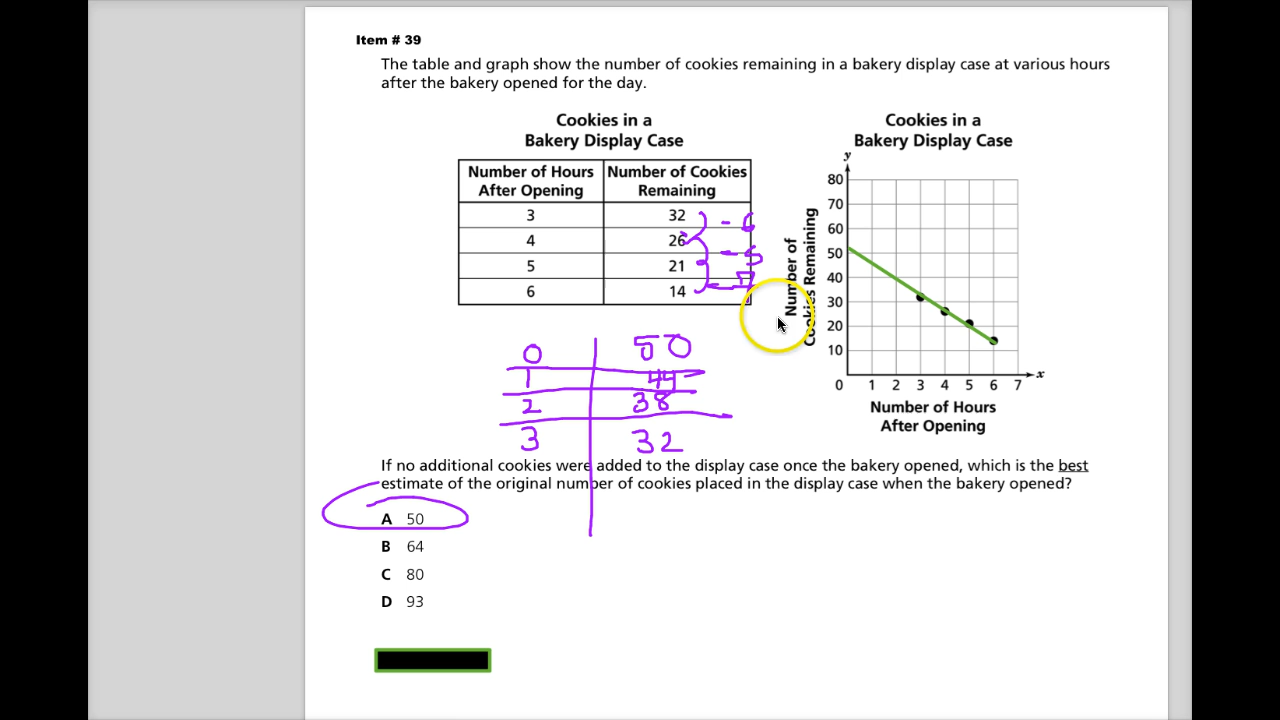 Item # 39
The table and graph show the number of cookies remaining in a bakery display case at various hours
after the bakery opened for the day.
Cookies in a
Bakery Display Case
Number of Hours
After Opening
Number of Cookies
Remaining
3 32
4 26
5 21
6 14
- 6
- 5
- 7
Cookies in a
Bakery Display Case
y
80
70
60
50
40
30
20
10
0 1 2 3 4 5 6 7 x
Number of
Cookies Remaining
Number of Hours
After Opening
0 50
1 44
2 38
3 32
If no additional cookies were added to the display case once the bakery opened, which is the best
estimate of the original number of cookies placed in the display case when the bakery opened?
A 50
B 64
C 80
D 93